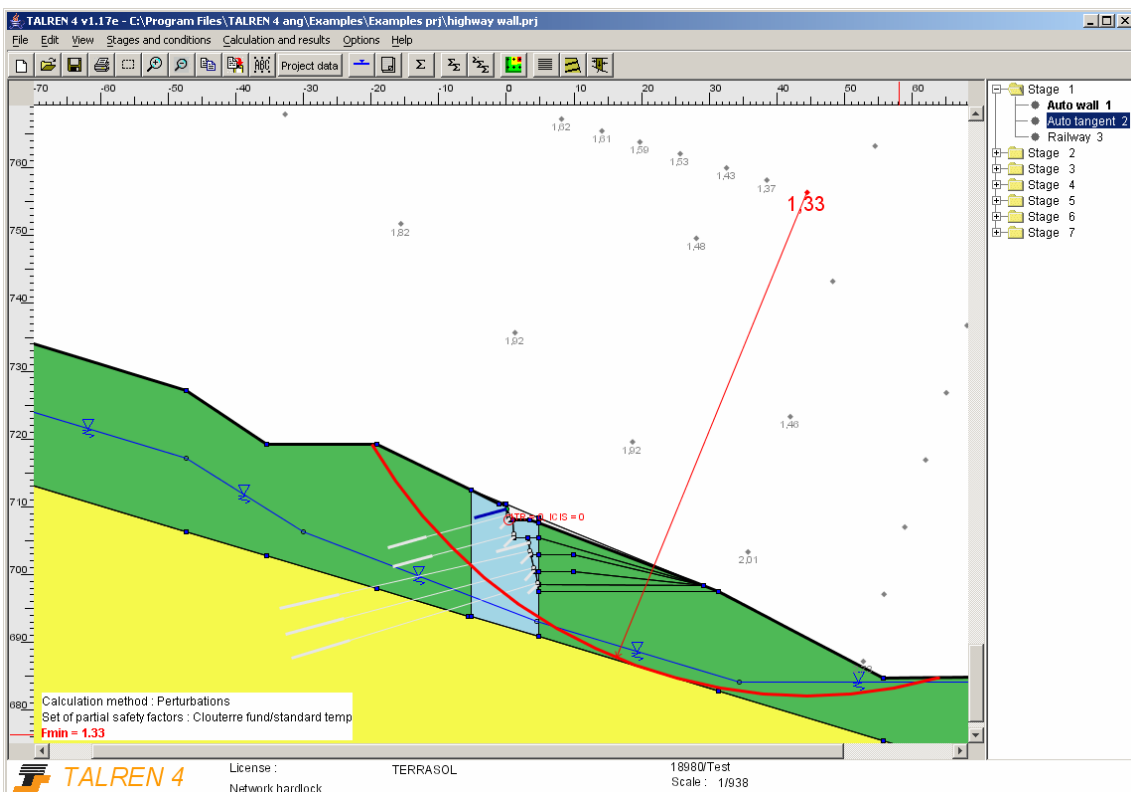 TALREN 4 v1.17e - C:\Program Files\TALREN 4 ang\Examples\Examples prj\highway wall.prj
File Edit View Stages and conditions Calculation and results Options Help
ABC Project data Σ Σ Σ Σ Σ
-70 -60 -50 -40 -30 -20 -10 0 10 20 30 40 50 60
Stage 1
Auto wall 1
Auto tangent 2
Railway 3
Stage 2
Stage 3
Stage 4
Stage 5
Stage 6
Stage 7
760
750
740
730
720
710
700
690
680
1,62
1,61
1,59
1,53
1,43
1,37
1,33
1,82
1,48
1,92
1,46
1,92
2,01
ICIS = 0
Calculation method : Perturbations
Set of partial safety factors : Clouterre fund/standard temp
Fmin = 1.33
TALREN 4
License : TERRASOL 18980/Test
Network hardlock Scale : 1/938